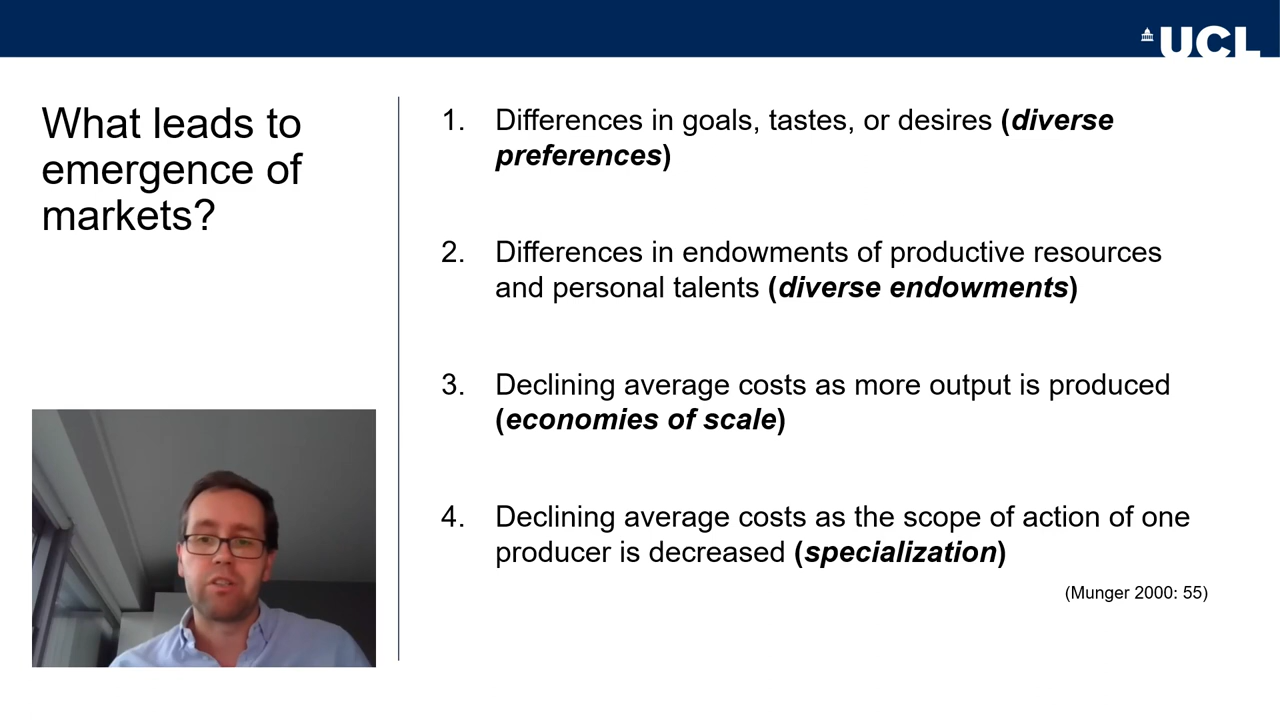 UCL
What leads to
emergence of
markets?
1. Differences in goals, tastes, or desires (diverse
preferences)
2. Differences in endowments of productive resources
and personal talents (diverse endowments)
3. Declining average costs as more output is produced
(economies of scale)
4. Declining average costs as the scope of action of one
producer is decreased (specialization)
(Munger 2000: 55)